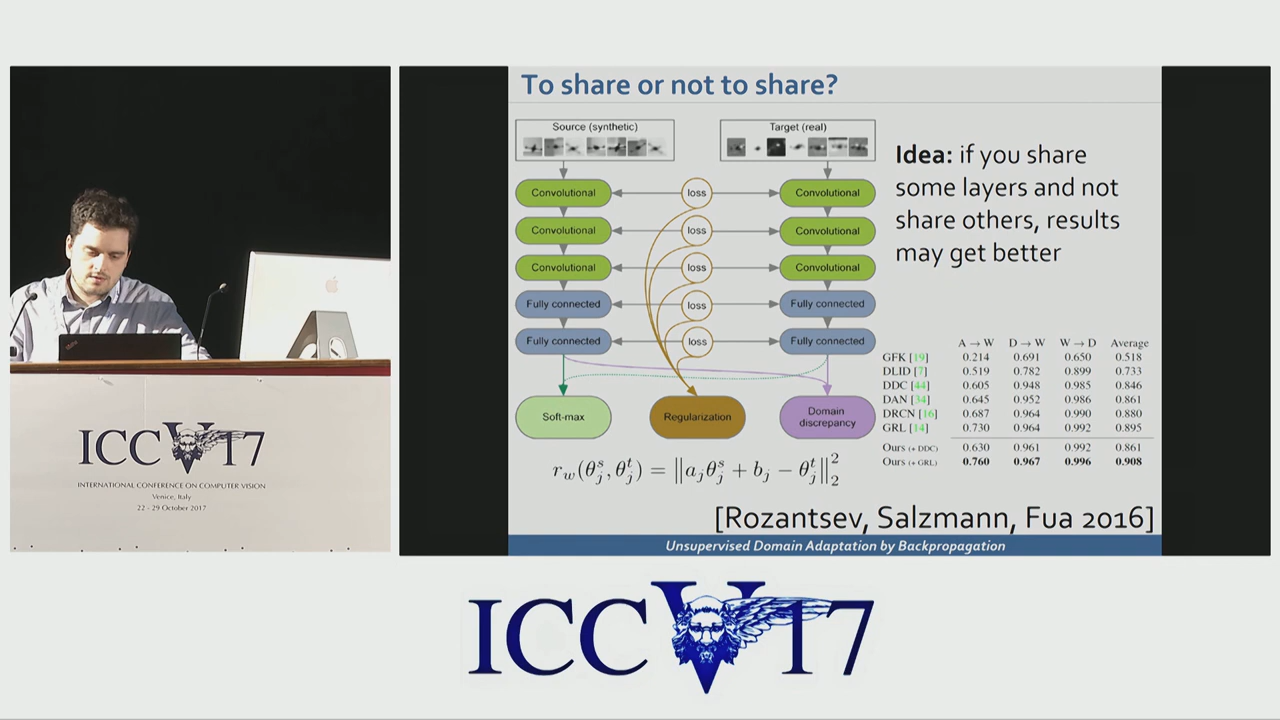 To share or not to share?
Source (synthetic)
Target (real)
Convolutional
loss
Convolutional
Convolutional
loss
Convolutional
Convolutional
loss
Convolutional
Fully connected
loss
Fully connected
Fully connected
loss
Fully connected
Soft-max
Regularization
Domain
discrepancy
r_w(θ_j^s, θ_j^t) = ||a_j θ_j^s + b_j − θ_j^t||_2^2
Idea: if you share
some layers and not
share others, results
may get better
A → W D → W W → D Average
GFK [19] 0.214 0.691 0.650 0.518
DLID [7] 0.519 0.782 0.899 0.733
DDC [44] 0.605 0.948 0.985 0.846
DAN [34] 0.645 0.952 0.986 0.861
DRCN [16] 0.687 0.964 0.990 0.880
GRL [14] 0.730 0.964 0.992 0.895
Ours (+ DDC) 0.630 0.961 0.992 0.861
Ours (+ GRL) 0.760 0.967 0.996 0.908
[Rozantsev, Salzmann, Fua 2016]
Unsupervised Domain Adaptation by Backpropagation
ICCV17
INTERNATIONAL CONFERENCE ON COMPUTER VISION
Venice, Italy
22 - 29 October 2017
ICCV17